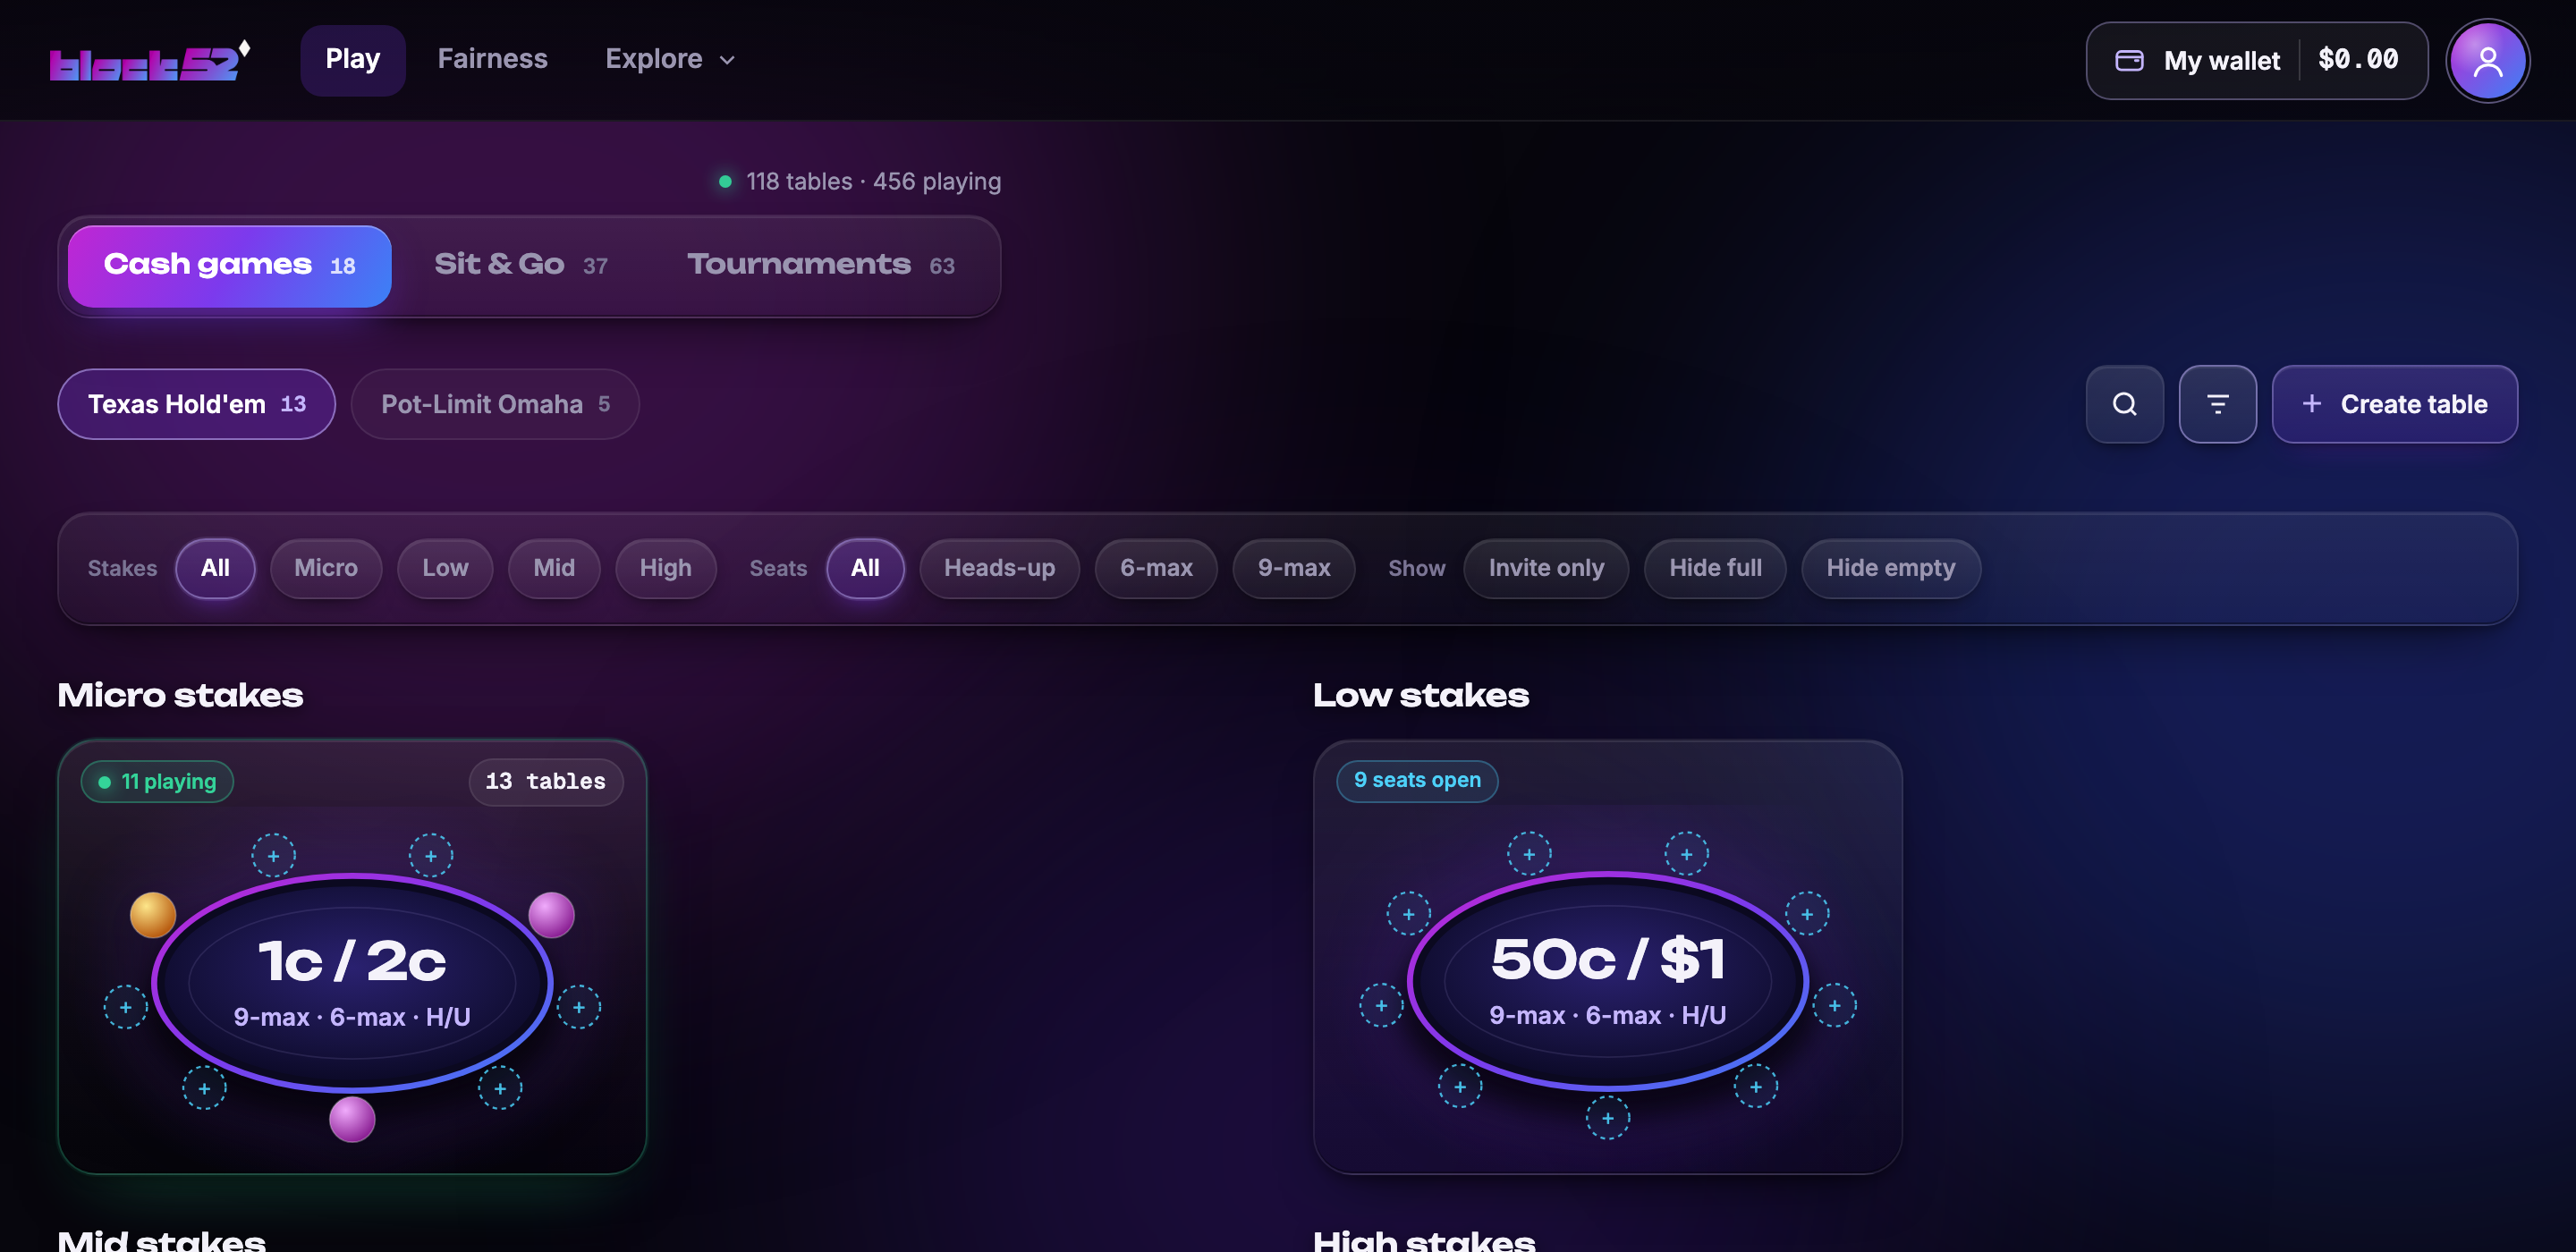 block52
Play
Fairness
Explore
My wallet
$0.00
118 tables · 456 playing
Cash games 18
Sit & Go 37
Tournaments 63
Texas Hold'em 13
Pot-Limit Omaha 5
+ Create table
Stakes
All
Micro
Low
Mid
High
Seats
All
Heads-up
6-max
9-max
Show
Invite only
Hide full
Hide empty
Micro stakes
11 playing
13 tables
1c / 2c
9-max · 6-max · H/U
Low stakes
9 seats open
50c / $1
9-max · 6-max · H/U
Mid stakes
High stakes